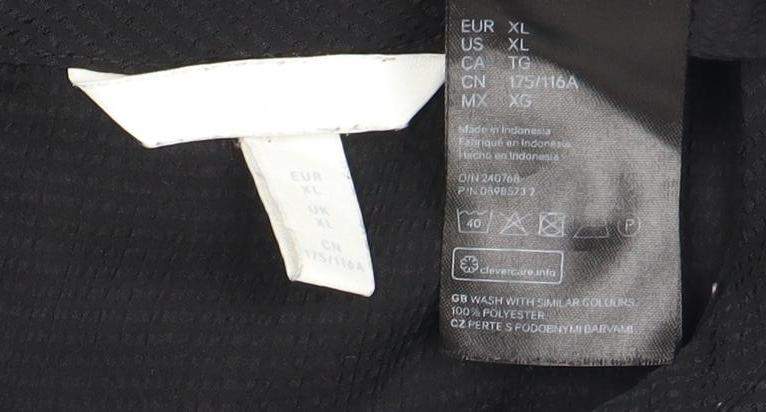 EUR XL
UK XL
CN 175/116A
EUR XL
US XL
CA TG
CN 175/116A
MX XG
Made in Indonesia
Fabriqué en Indonésie
Hecho en Indonesia
O/N 240768
P/N 0898573 2
40 P
clevercare.info
GB WASH WITH SIMILAR COLOURS.
100% POLYESTER
CZ PERTE S PODOBNÝMI BARVAMI